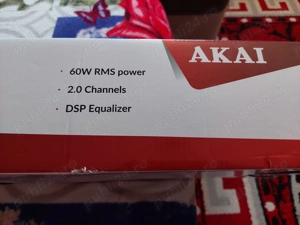 AKAI
· 60W RMS power
· 2.0 Channels
· DSP Equalizer